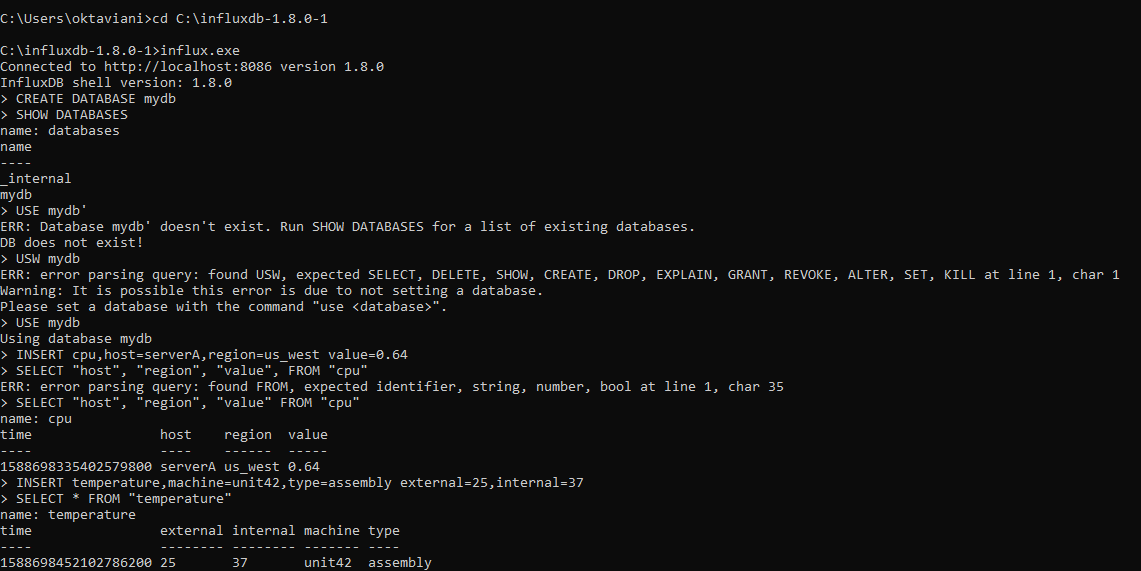 C:\Users\oktaviani>cd C:\influxdb-1.8.0-1
C:\influxdb-1.8.0-1>influx.exe
Connected to http://localhost:8086 version 1.8.0
InfluxDB shell version: 1.8.0
> CREATE DATABASE mydb
> SHOW DATABASES
name: databases
name
----
_internal
mydb
> USE mydb'
ERR: Database mydb' doesn't exist. Run SHOW DATABASES for a list of existing databases.
DB does not exist!
> USW mydb
ERR: error parsing query: found USW, expected SELECT, DELETE, SHOW, CREATE, DROP, EXPLAIN, GRANT, REVOKE, ALTER, SET, KILL at line 1, char 1
Warning: It is possible this error is due to not setting a database.
Please set a database with the command "use <database>".
> USE mydb
Using database mydb
> INSERT cpu,host=serverA,region=us_west value=0.64
> SELECT "host", "region", "value", FROM "cpu"
ERR: error parsing query: found FROM, expected identifier, string, number, bool at line 1, char 35
> SELECT "host", "region", "value" FROM "cpu"
name: cpu
time                host    region  value
----                ----    ------  -----
1588698335402579800 serverA us_west 0.64
> INSERT temperature,machine=unit42,type=assembly external=25,internal=37
> SELECT * FROM "temperature"
name: temperature
time                external internal machine type
----                -------- -------- ------- ----
1588698452102786200 25       37       unit42  assembly